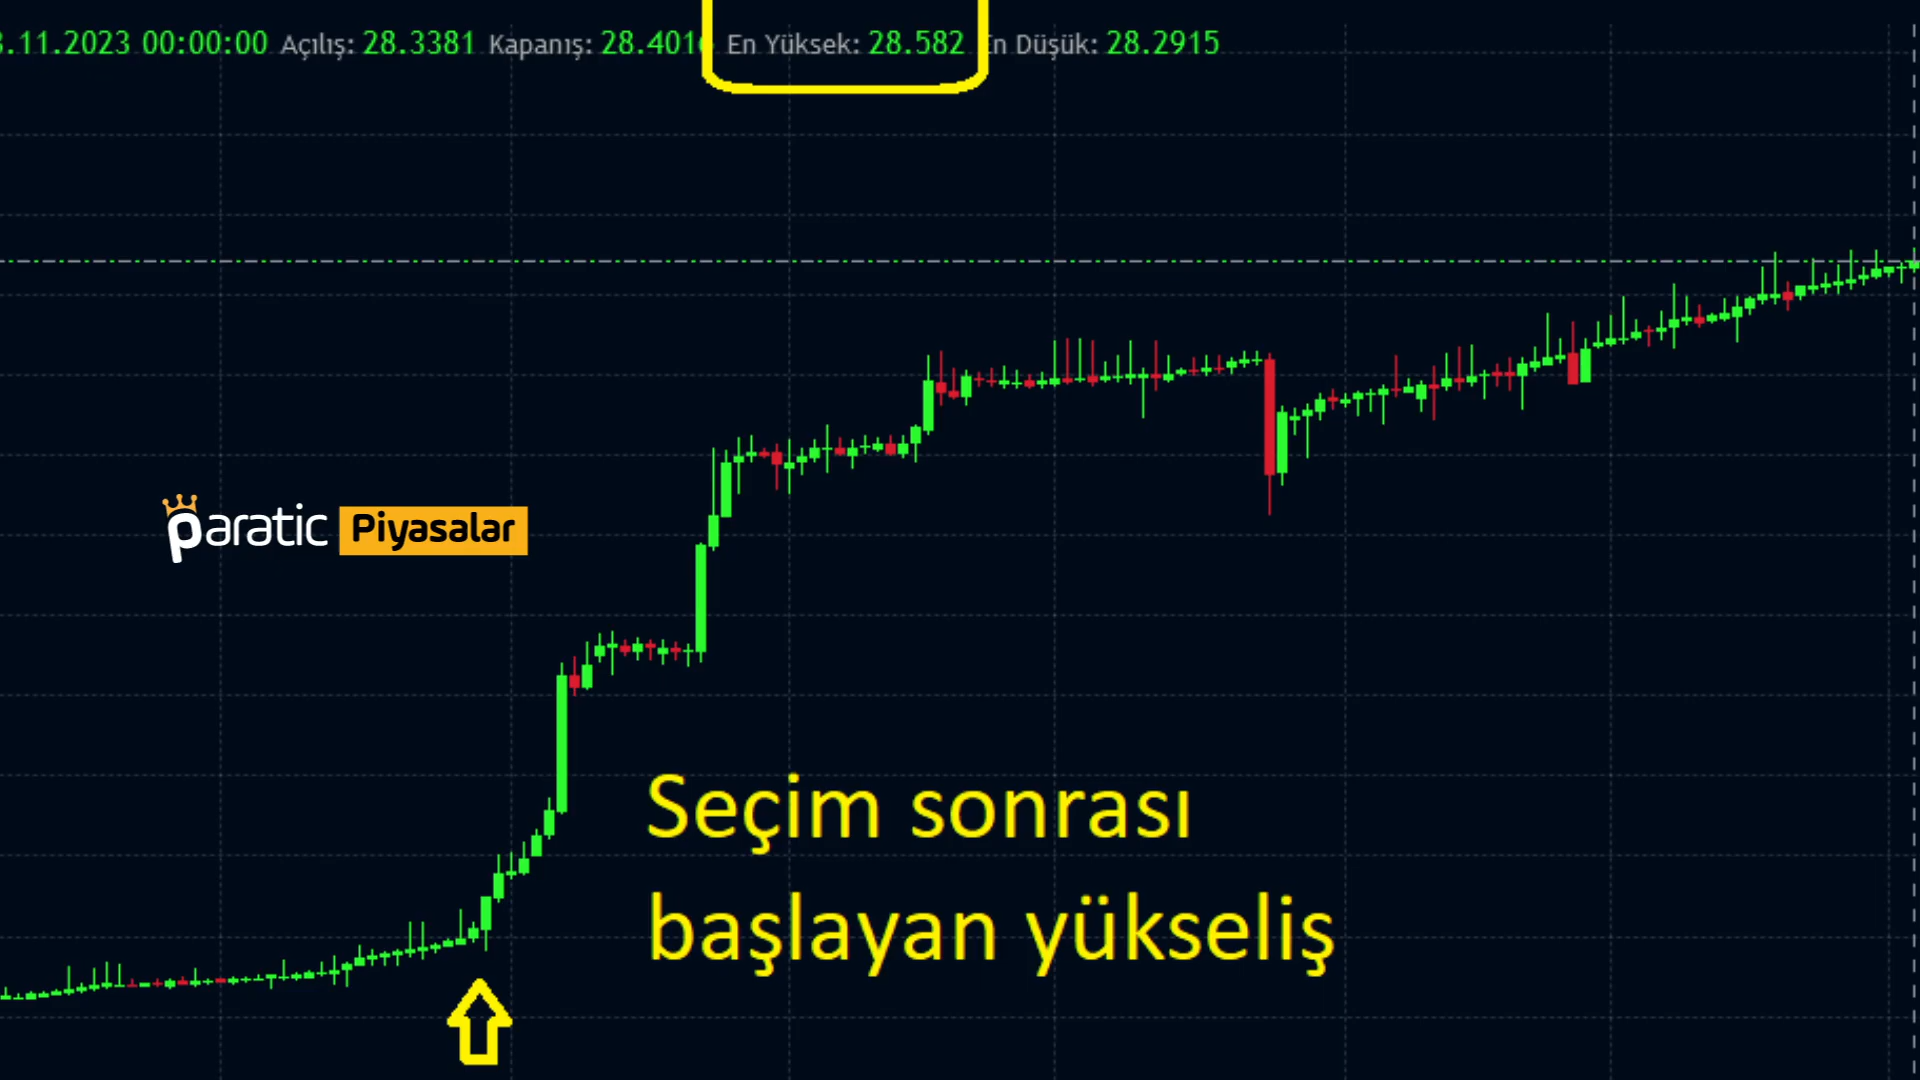 .11.2023 00:00:00 Açılış: 28.3381 Kapanış: 28.401 En Yüksek: 28.582 En Düşük: 28.2915
paratic Piyasalar
Seçim sonrası
başlayan yükseliş